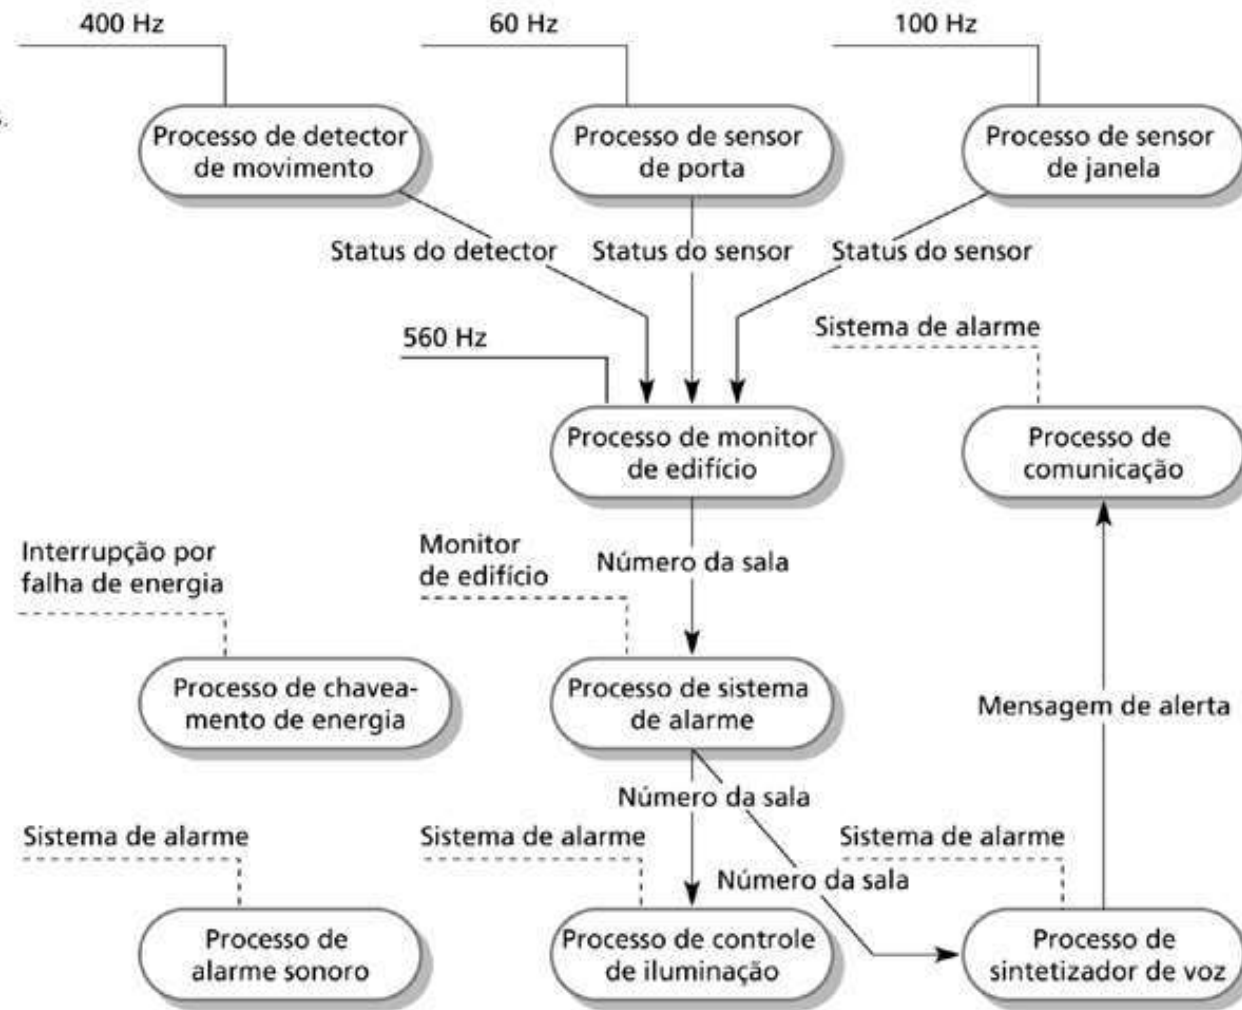 400 Hz
60 Hz
100 Hz
s.
Processo de detector
de movimento
Processo de sensor
de porta
Processo de sensor
de janela
Status do detector
Status do sensor
Status do sensor
Sistema de alarme
560 Hz
Processo de monitor
de edifício
Processo de
comunicação
Interrupção por
falha de energia
Monitor
de edifício
Número da sala
Processo de chavea-
mento de energia
Processo de sistema
de alarme
Mensagem de alerta
Número da sala
Sistema de alarme
Sistema de alarme
Sistema de alarme
Número da sala
Processo de
alarme sonoro
Processo de controle
de iluminação
Processo de
sintetizador de voz